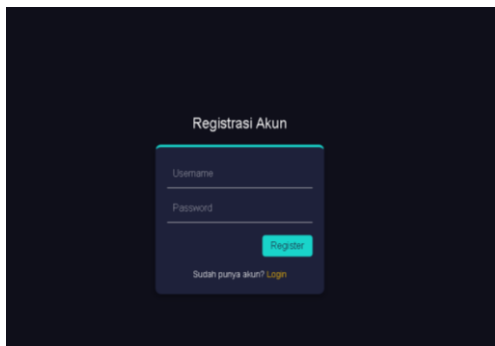 Registrasi Akun
Username
Password
Register
Sudah punya akun? Login